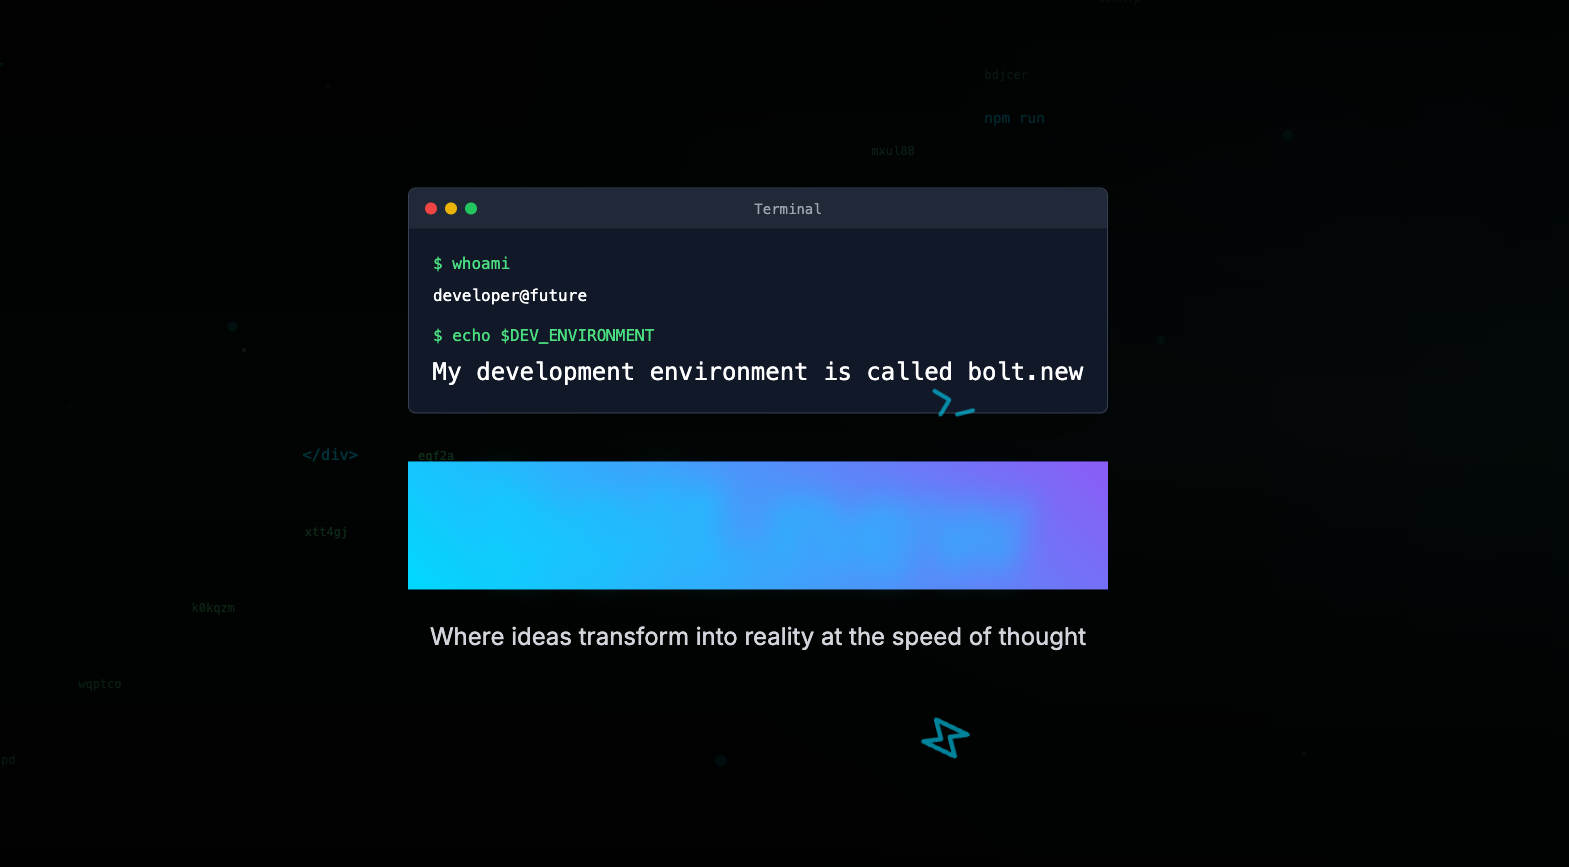 bdjcer
npm run
mxul88
Terminal
$ whoami
developer@future
$ echo $DEV_ENVIRONMENT
My development environment is called bolt.new
</div>
eqf2a
xtt4gj
k0kqzm
Where ideas transform into reality at the speed of thought
wqptco
pd